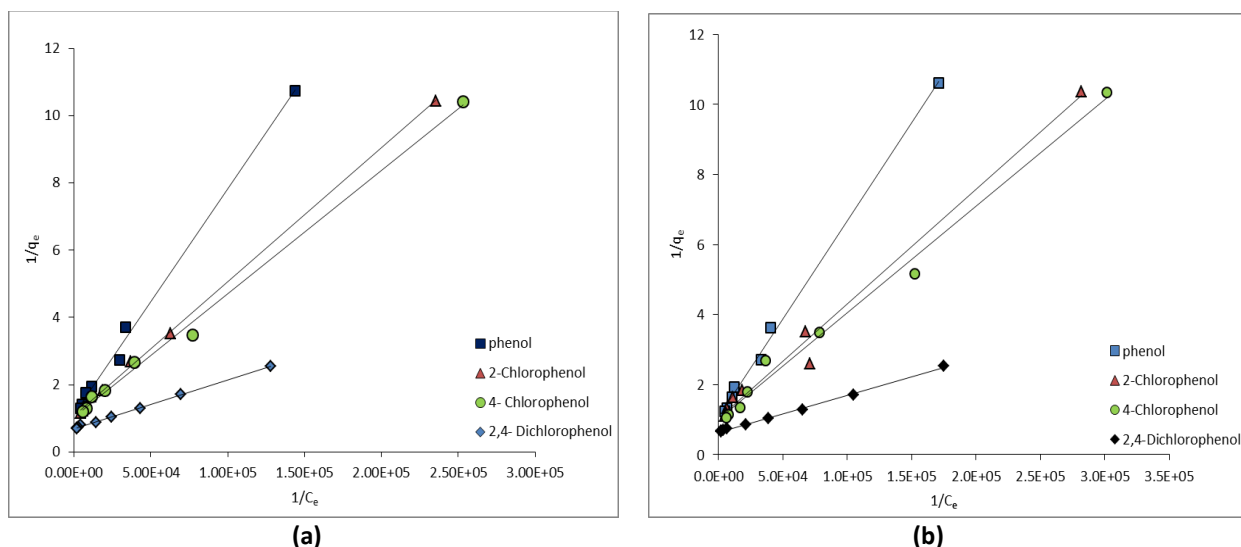 12
10
8
6
4
2
0
1/qe
0.00E+00 5.00E+04 1.00E+05 1.50E+05 2.00E+05 2.50E+05 3.00E+05
1/Ce
phenol
2-Chlorophenol
4- Chlorophenol
2,4- Dichlorophenol
(a)
12
10
8
6
4
2
0
1/qe
0.0E+00 5.0E+04 1.0E+05 1.5E+05 2.0E+05 2.5E+05 3.0E+05 3.5E+05
1/Ce
phenol
2-Chlorophenol
4-Chlorophenol
2,4-Dichlorophenol
(b)